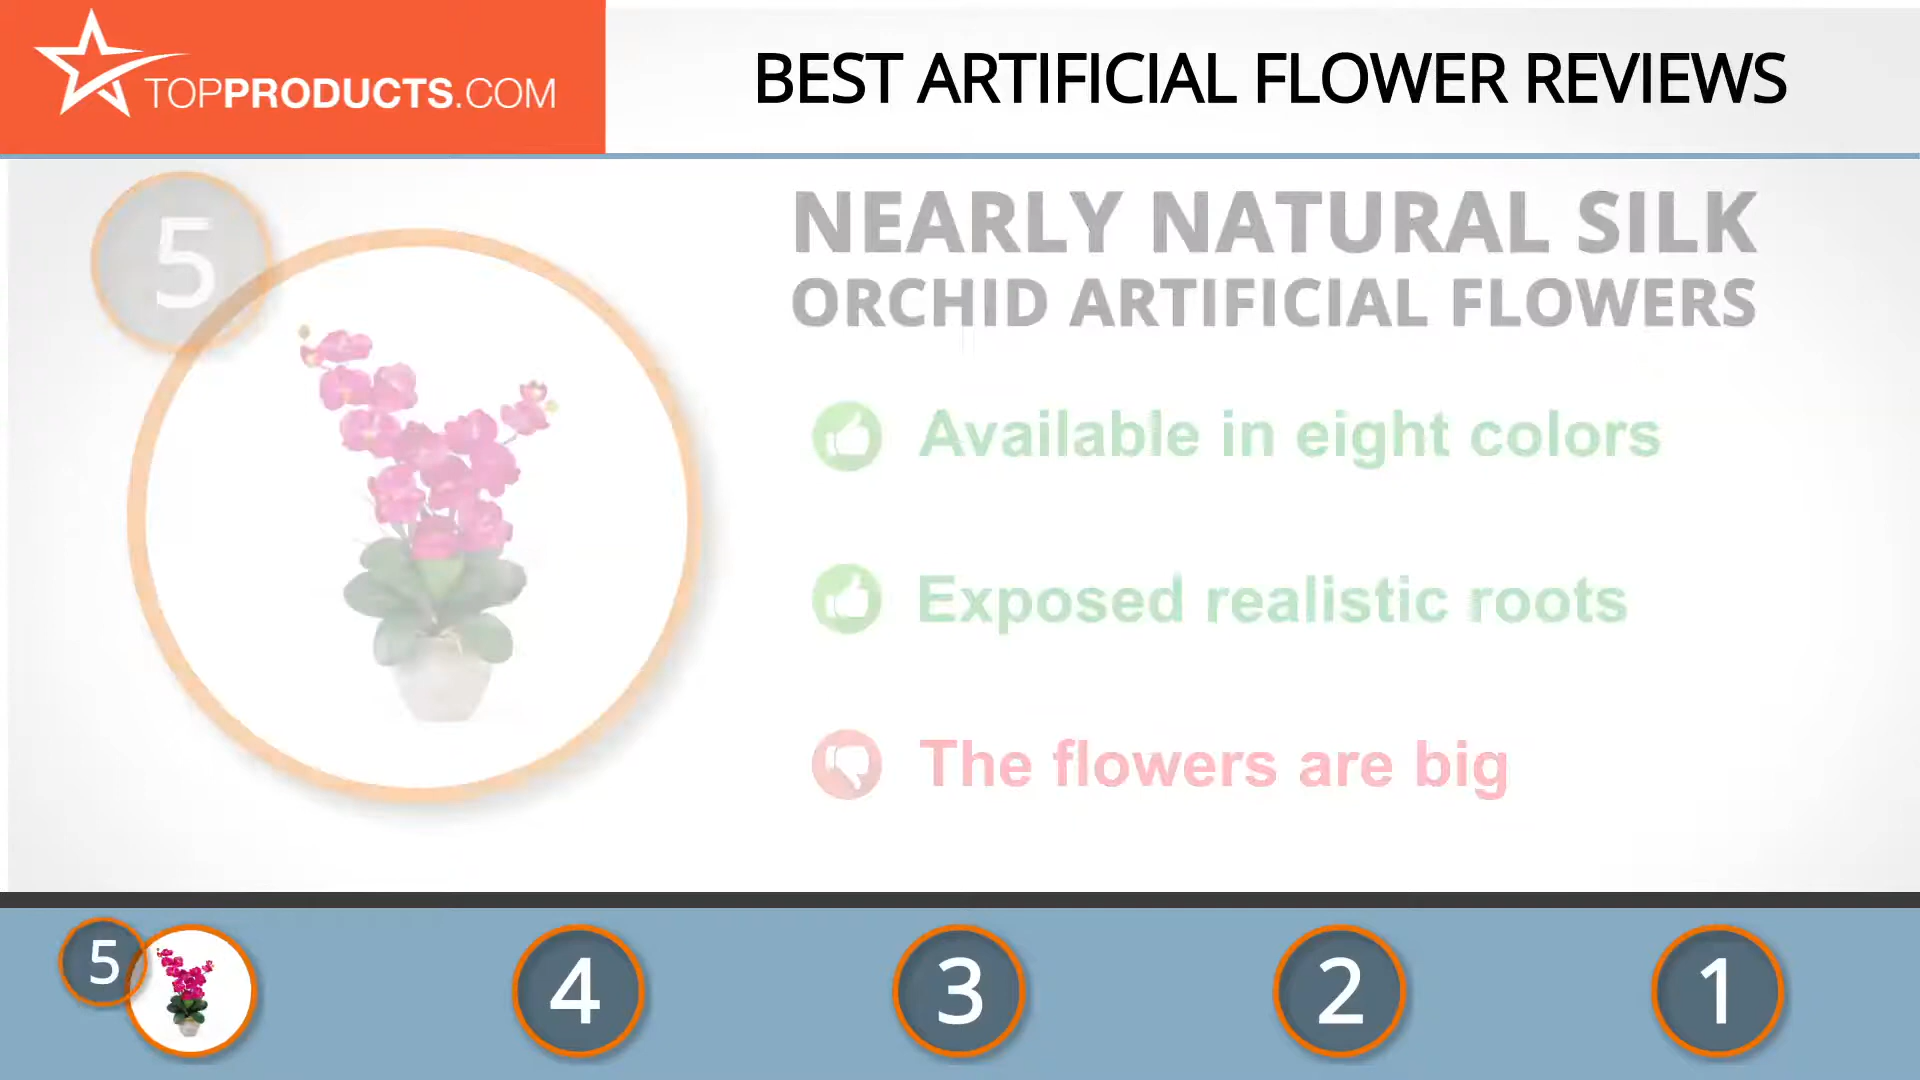 TOPPRODUCTS.COM
BEST ARTIFICIAL FLOWER REVIEWS
5
NEARLY NATURAL SILK
ORCHID ARTIFICIAL FLOWERS
Available in eight colors
Exposed realistic roots
The flowers are big
5
4
3
2
1